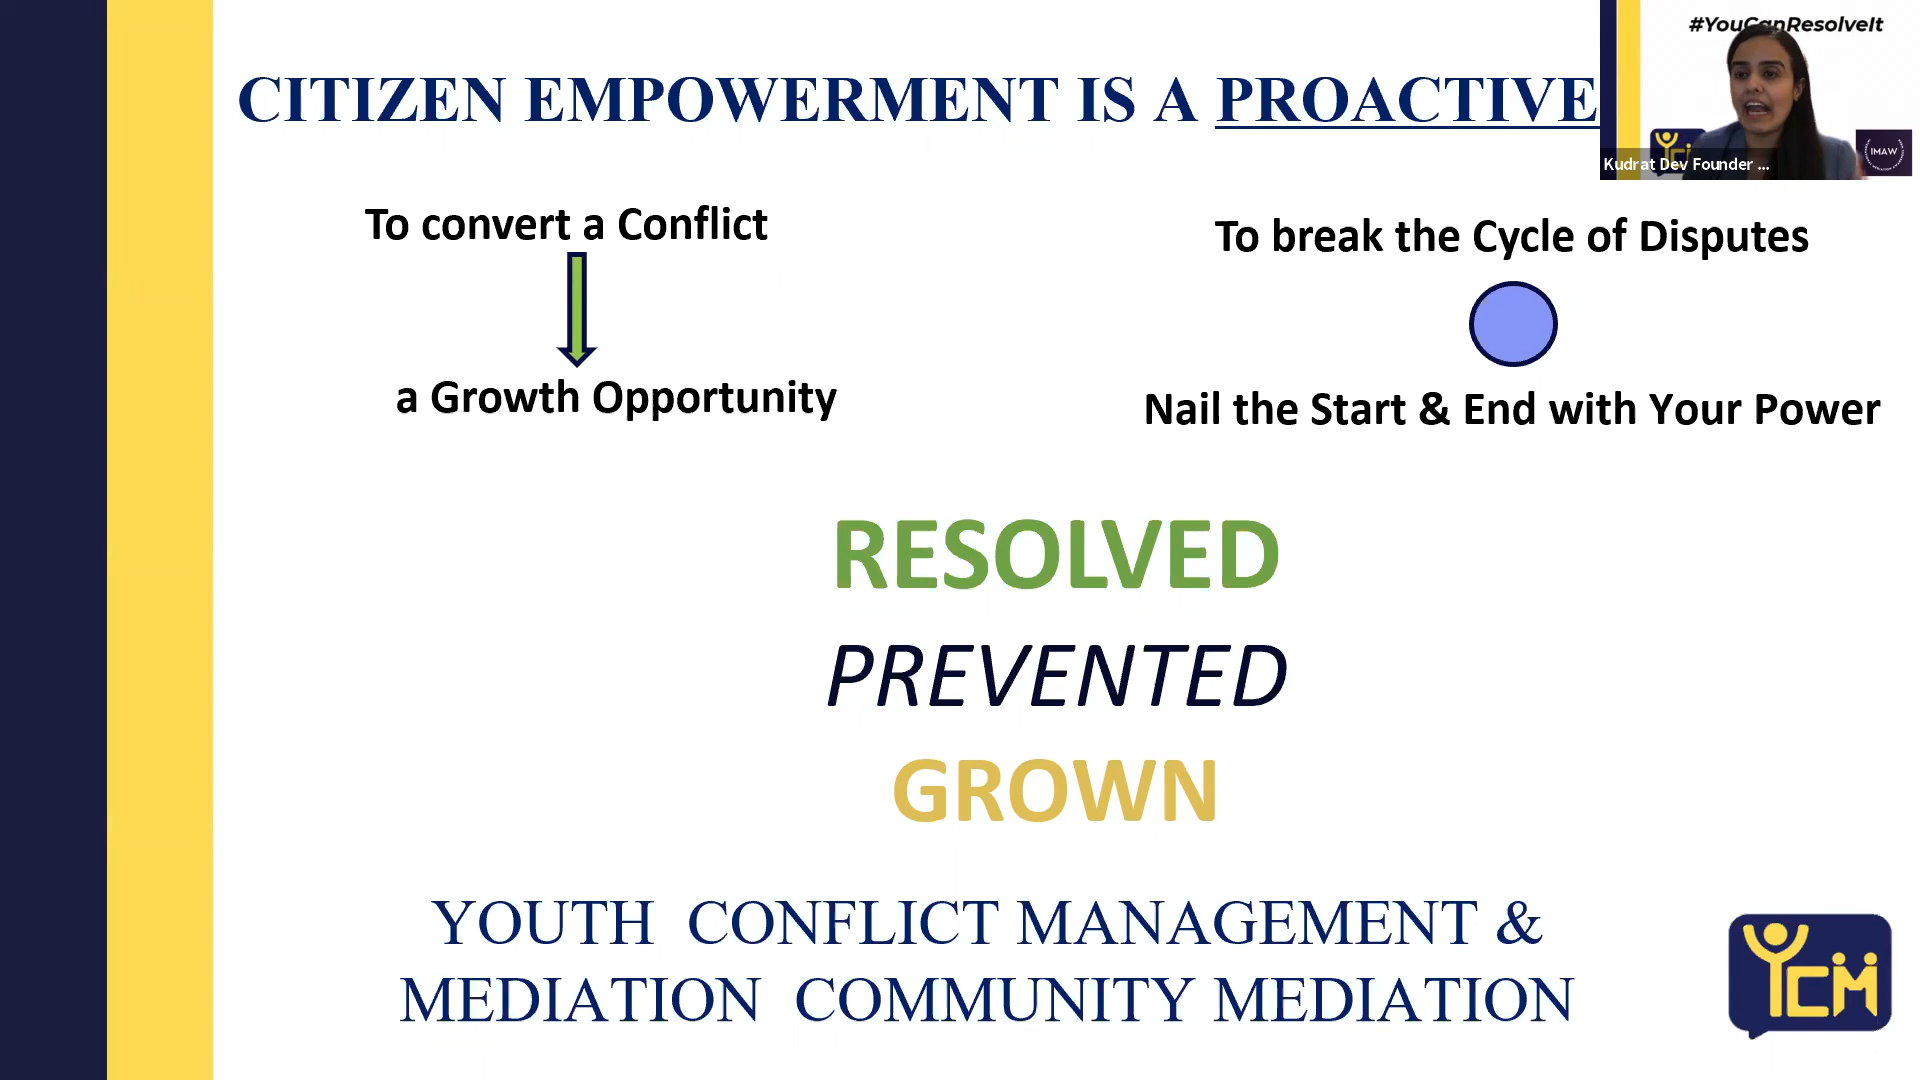 #YouCanResolveIt
CITIZEN EMPOWERMENT IS A PROACTIVE
Kudrat Dev Founder ...
IMAW
To convert a Conflict
a Growth Opportunity
To break the Cycle of Disputes
Nail the Start & End with Your Power
RESOLVED
PREVENTED
GROWN
YOUTH CONFLICT MANAGEMENT &
MEDIATION COMMUNITY MEDIATION
YCM